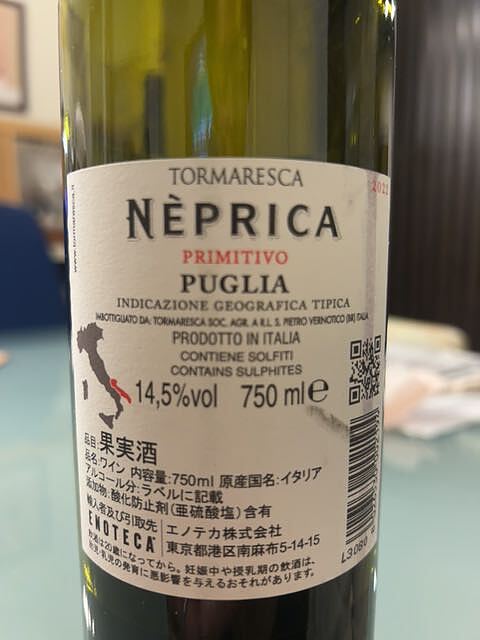 TORMARESCA
2022
NÈPRICA
PRIMITIVO
PUGLIA
INDICAZIONE GEOGRAFICA TIPICA
IMBOTTIGLIATO DA: TORMARESCA SOC. AGR. A R.L. S. PIETRO VERNOTICO (BR) ITALIA
PRODOTTO IN ITALIA
CONTIENE SOLFITI
CONTAINS SULPHITES
14,5%vol 750 ml e
品目:果実酒
品名:ワイン 内容量:750ml 原産国名:イタリア
アルコール分:ラベルに記載
添加物:酸化防止剤(亜硫酸塩)含有
輸入者及び引取先
ENOTECA
エノテカ株式会社
東京都港区南麻布5-14-15
お酒は20歳になってから。妊娠中や授乳期の飲酒は、
胎児・乳児の発育に悪影響を与えるおそれがあります。
www.tormaresca.it
L3080